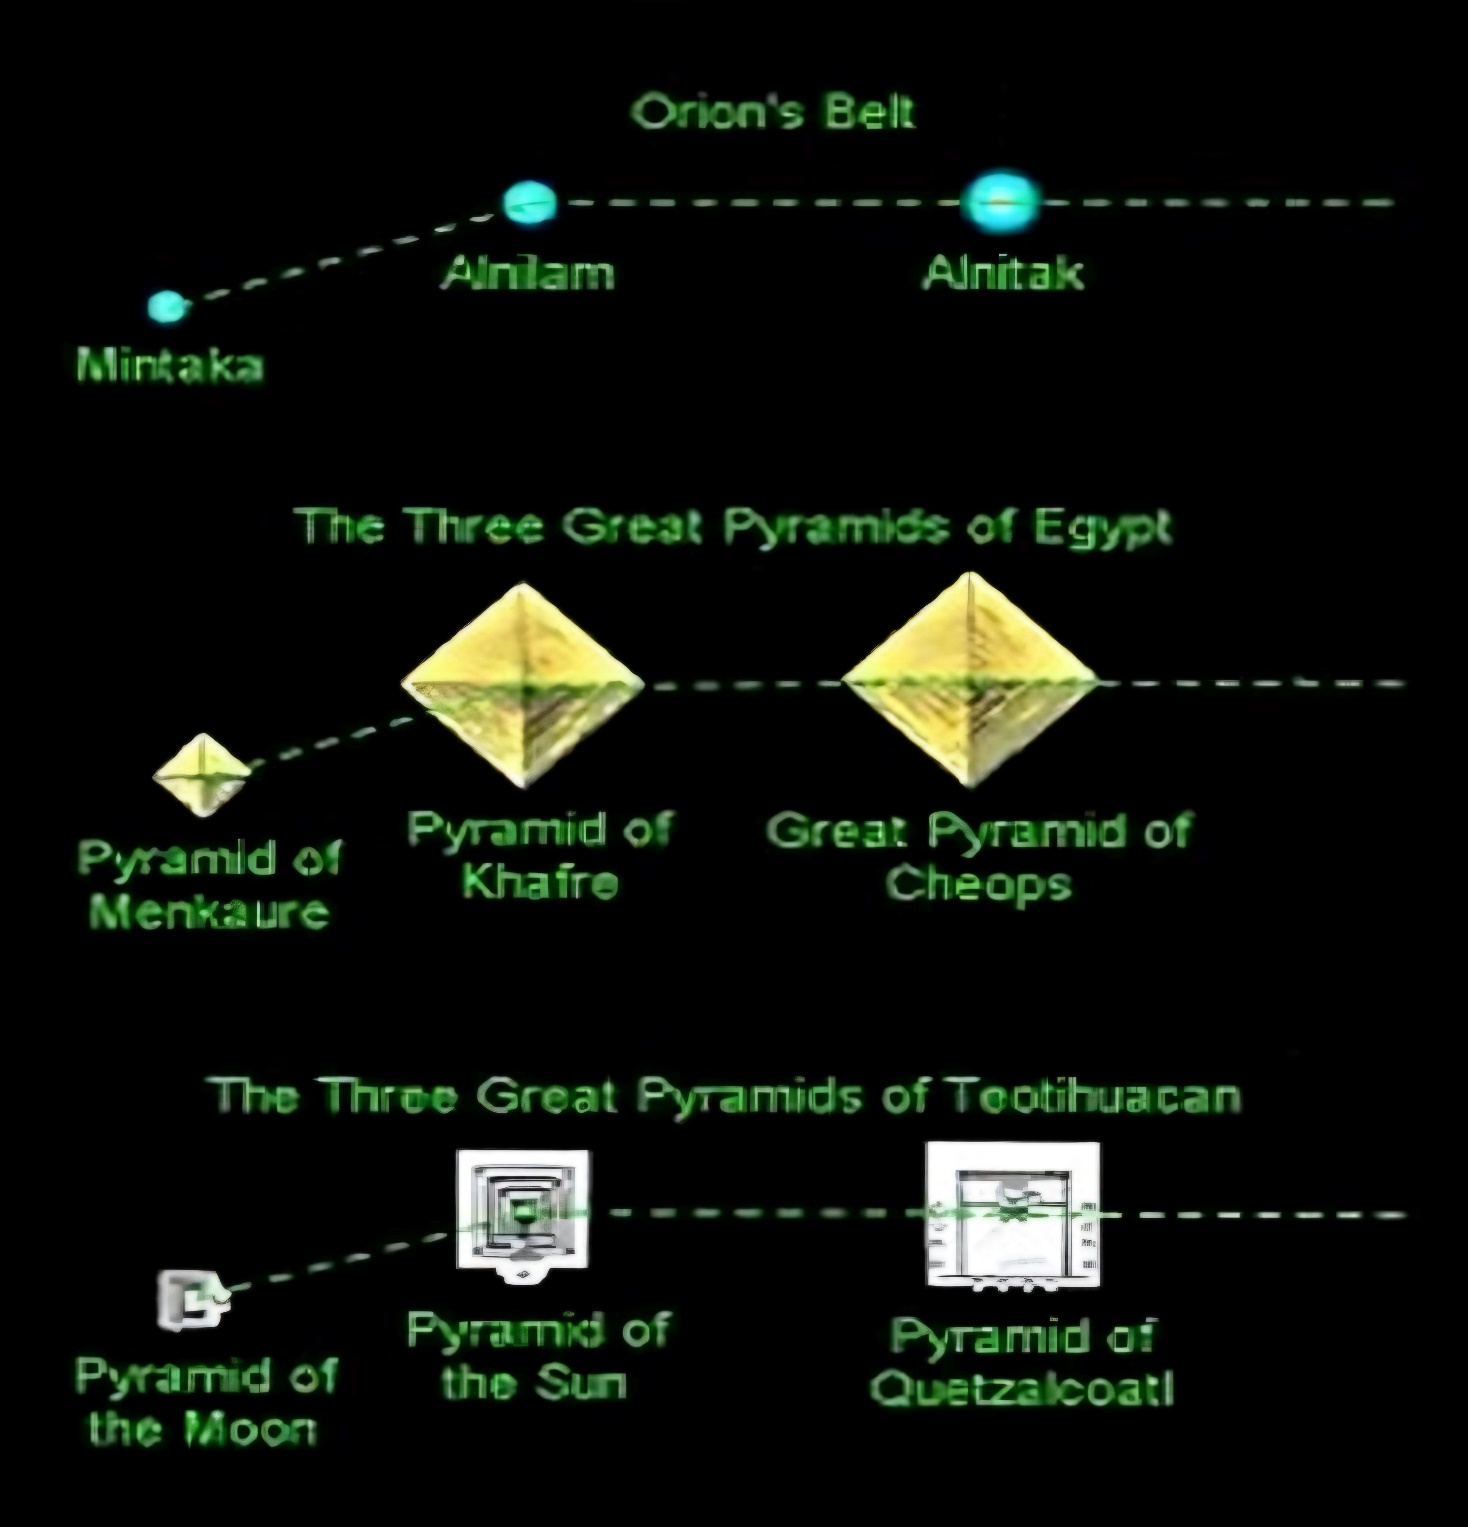 Orion's Belt
Alnilam
Alnitak
Mintaka
The Three Great Pyramids of Egypt
Pyramid of
Khafre
Great Pyramid of
Cheops
Pyramid of
Menkaure
The Three Great Pyramids of Teotihuacan
Pyramid of
the Sun
Pyramid of
Quetzalcoatl
Pyramid of
the Moon